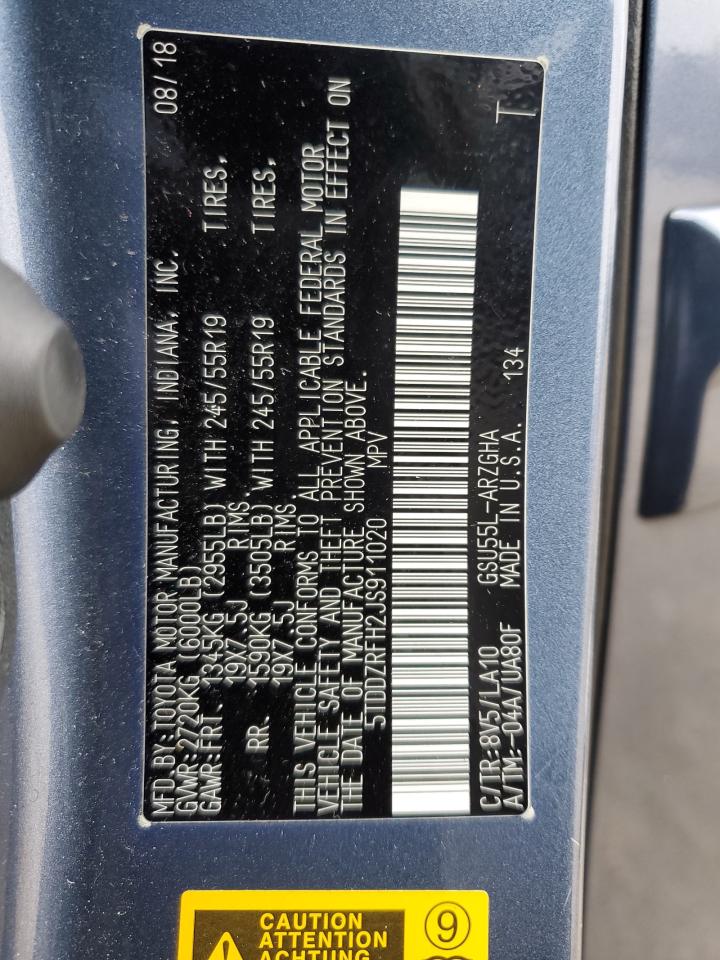 MFD.BY:TOYOTA MOTOR MANUFACTURING, INDIANA, INC. 08/18
GVWR:2720KG (6000LB)
GAWR:FRT. 1345KG (2955LB) WITH 245/55R19 TIRES,
19X7.5J RIMS.
RR. 1590KG (3505LB) WITH 245/55R19 TIRES,
19X7.5J RIMS.
THIS VEHICLE CONFORMS TO ALL APPLICABLE FEDERAL MOTOR
VEHICLE SAFETY AND THEFT PREVENTION STANDARDS IN EFFECT ON
THE DATE OF MANUFACTURE SHOWN ABOVE.
5TDDZRFH2JS911020 MPV
C/TR:8V5/LA10 GSU55L-ARZGHA
A/TM:-04A/UA80F MADE IN U.S.A. 134 T
CAUTION 9
ATTENTION
ACHTUNG